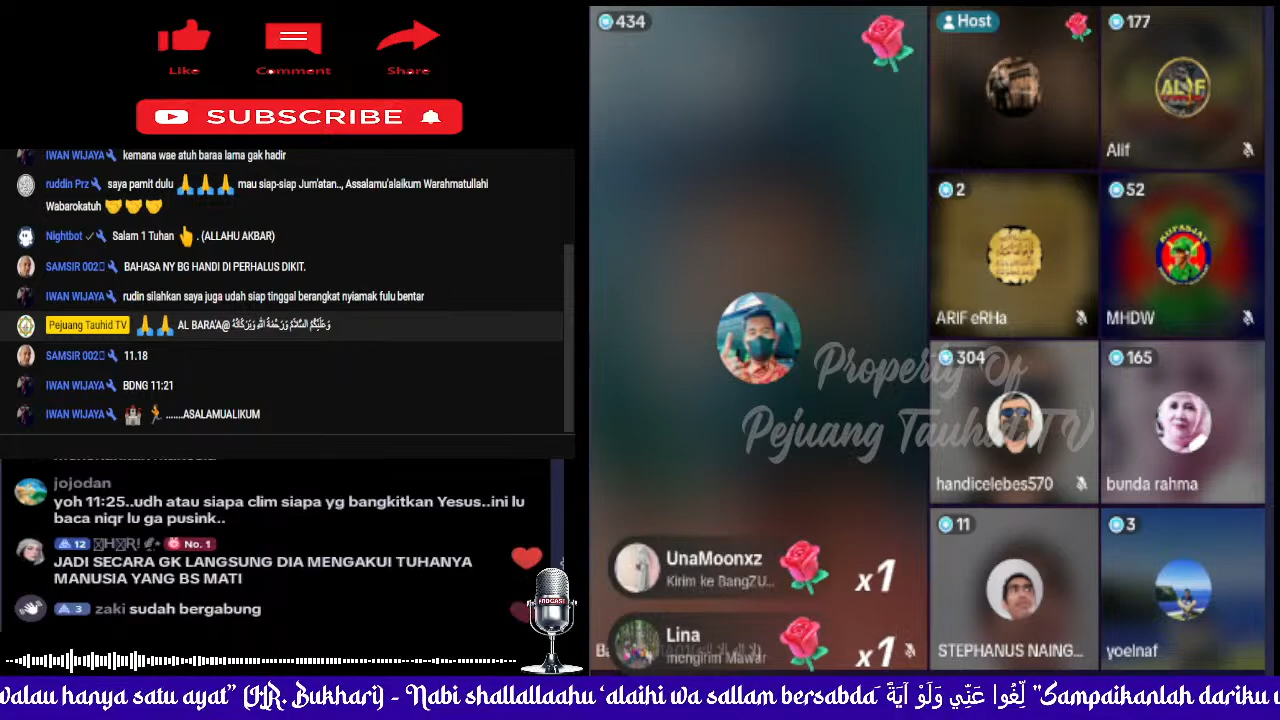 Like
Comment
Share
SUBSCRIBE
IWAN WIJAYA kemana wae atuh baraa lama gak hadir
ruddin Prz saya pamit dulu 🙏🙏🙏 mau siap-siap Jum'atan.., Assalamu'alaikum Warahmatullahi
Wabarokatuh 🤝🤝🤝
Nightbot ✓ Salam 1 Tuhan 👆. (ALLAHU AKBAR)
SAMSIR 002 BAHASA NY BG HANDI DI PERHALUS DIKIT.
IWAN WIJAYA rudin silahkan saya juga udah siap tinggal berangkat nyiamak fulu bentar
Pejuang Tauhid TV 🙏🙏 AL BARA'A@ وَعَلَيْكُمُ السَّلَامُ وَرَحْمَةُ اللهِ وَبَرَكَاتُهُ
SAMSIR 002 11.18
IWAN WIJAYA BDNG 11:21
IWAN WIJAYA 🏰🏃.......ASALAMUALIKUM
jojodan
yoh 11:25..udh atau siapa clim siapa yg bangkitkan Yesus..ini lu
baca niqr lu ga pusink..
12 No. 1
JADI SECARA GK LANGSUNG DIA MENGAKUI TUHANYA
MANUSIA YANG BS MATI
3 zaki sudah bergabung
PODCAST
434
Host
177
ALIF
Alif
2
ARIF eRHa
52
KUPASJAT
MHDW
304
handicelebes570
165
bunda rahma
11
STEPHANUS NAING...
3
yoelnaf
Property Of
Pejuang Tauhid TV
UnaMoonxz
Kirim ke BangZU...
x1
Lina
mengirim Mawar
x1
Ba
walau hanya satu ayat" (HR. Bukhari) - Nabi shallallaahu 'alaihi wa sallam bersabda لِّغُوا عَنِّي وَلَوْ آيَةً "Sampaikanlah dariku